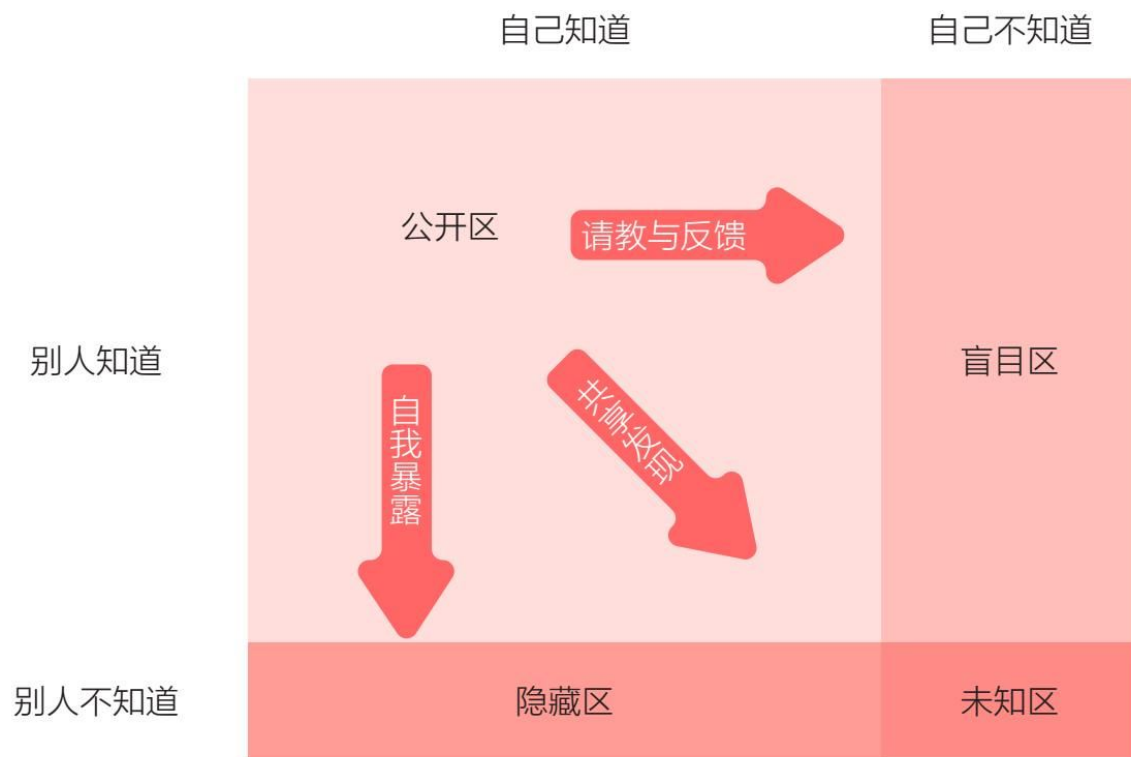 自己知道
自己不知道
公开区
请教与反馈
别人知道
盲目区
自我暴露
共享发现
别人不知道
隐藏区
未知区